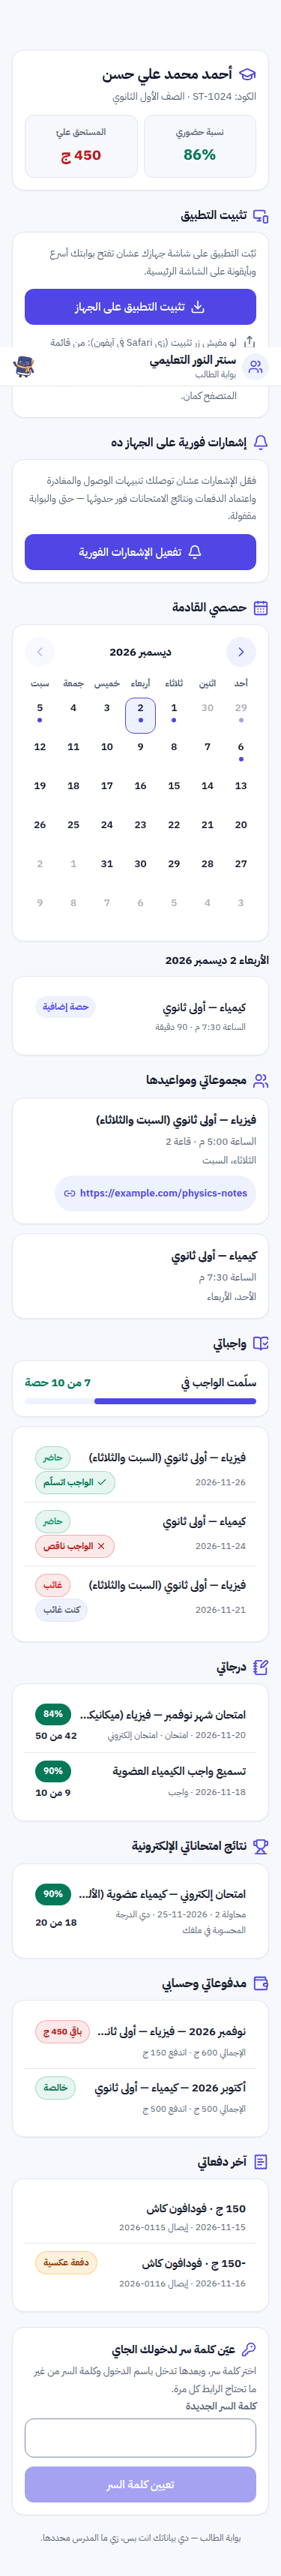 أحمد محمد علي حسن
الكود: ST-1024 · الصف الأول الثانوي
نسبة حضوري
86%
المستحق عليّ
450 ج
تثبيت التطبيق
ثبّت التطبيق على شاشة جهازك عشان تفتح بوابتك أسرع
وبأيقونة على الشاشة الرئيسية.
تثبيت التطبيق على الجهاز
لو مفيش زر تثبيت (زي Safari في آيفون): من قائمة
سنتر النور التعليمي
بوابة الطالب
المتصفح كمان.
إشعارات فورية على الجهاز ده
فعّل الإشعارات عشان توصلك تنبيهات الوصول والمغادرة
واعتماد الدفعات ونتائج الامتحانات فور حدوثها — حتى والبوابة
مقفولة.
تفعيل الإشعارات الفورية
حصصي القادمة
ديسمبر 2026
أحد اثنين ثلاثاء أربعاء خميس جمعة سبت
29 30 1 2 3 4 5
6 7 8 9 10 11 12
13 14 15 16 17 18 19
20 21 22 23 24 25 26
27 28 29 30 31 1 2
3 4 5 6 7 8 9
الأربعاء 2 ديسمبر 2026
كيمياء — أولى ثانوي
حصة إضافية
الساعة 7:30 م · 90 دقيقة
مجموعاتي ومواعيدها
فيزياء — أولى ثانوي (السبت والثلاثاء)
الساعة 5:00 م · قاعة 2
الثلاثاء، السبت
https://example.com/physics-notes
كيمياء — أولى ثانوي
الساعة 7:30 م
الأحد، الأربعاء
واجباتي
سلّمت الواجب في
7 من 10 حصة
فيزياء — أولى ثانوي (السبت والثلاثاء)
حاضر
2026-11-26
الواجب اتسلّم
كيمياء — أولى ثانوي
حاضر
2026-11-24
الواجب ناقص
فيزياء — أولى ثانوي (السبت والثلاثاء)
غائب
2026-11-21
كنت غائب
درجاتي
امتحان شهر نوفمبر — فيزياء (ميكانيك...
84%
2026-11-20 · امتحان · امتحان إلكتروني
42 من 50
تسميع واجب الكيمياء العضوية
90%
2026-11-18 · واجب
9 من 10
نتائج امتحاناتي الإلكترونية
امتحان إلكتروني — كيمياء عضوية (الأل...
90%
محاولة 2 · 2026-11-25 · دي الدرجة
المحسوبة في ملفك
18 من 20
مدفوعاتي وحسابي
نوفمبر 2026 — فيزياء — أولى ثانـ...
باقي 450 ج
الإجمالي 600 ج · اتدفع 150 ج
أكتوبر 2026 — كيمياء — أولى ثانوي
خالصة
الإجمالي 500 ج · اتدفع 500 ج
آخر دفعاتي
150 ج · فودافون كاش
2026-11-15 · إيصال 0115-2026
-150 ج · فودافون كاش
دفعة عكسية
2026-11-16 · إيصال 0116-2026
عيّن كلمة سر لدخولك الجاي
اختر كلمة سر، وبعدها تدخل باسم الدخول وكلمة السر من غير
ما تحتاج الرابط كل مرة.
كلمة السر الجديدة
تعيين كلمة السر
بوابة الطالب — دي بياناتك انت بس، زي ما المدرس محددها.